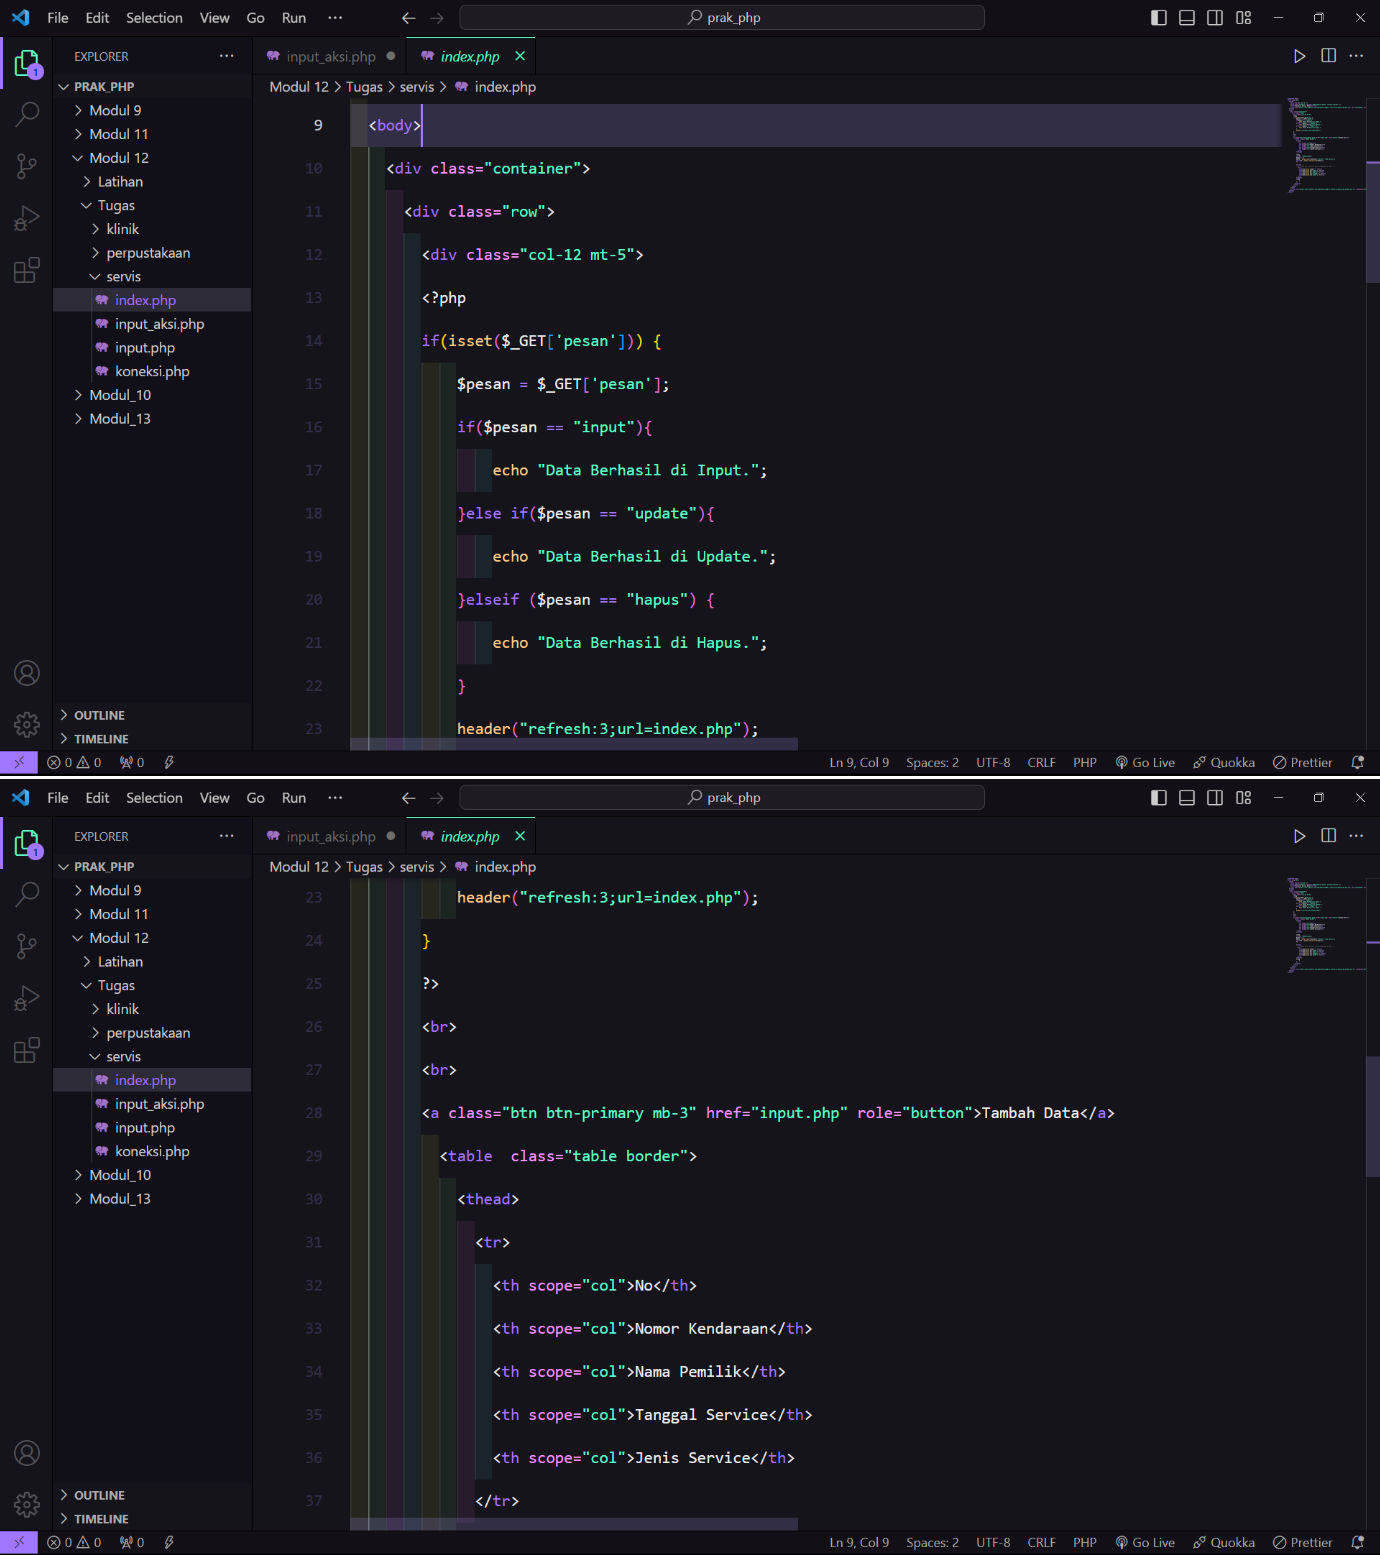 File Edit Selection View Go Run ··· prak_php
EXPLORER ···
input_aksi.php index.php
PRAK_PHP
Modul 12 > Tugas > servis > index.php
Modul 9
Modul 11
Modul 12
Latihan
Tugas
klinik
perpustakaan
servis
index.php
input_aksi.php
input.php
koneksi.php
Modul_10
Modul_13
OUTLINE
TIMELINE
9 <body>
10 <div class="container">
11 <div class="row">
12 <div class="col-12 mt-5">
13 <?php
14 if(isset($_GET['pesan'])) {
15 $pesan = $_GET['pesan'];
16 if($pesan == "input"){
17 echo "Data Berhasil di Input.";
18 }else if($pesan == "update"){
19 echo "Data Berhasil di Update.";
20 }elseif ($pesan == "hapus") {
21 echo "Data Berhasil di Hapus.";
22 }
23 header("refresh:3;url=index.php");
0 0 0 Ln 9, Col 9 Spaces: 2 UTF-8 CRLF PHP Go Live Quokka Prettier
File Edit Selection View Go Run ··· prak_php
EXPLORER ···
input_aksi.php index.php
PRAK_PHP
Modul 12 > Tugas > servis > index.php
Modul 9
Modul 11
Modul 12
Latihan
Tugas
klinik
perpustakaan
servis
index.php
input_aksi.php
input.php
koneksi.php
Modul_10
Modul_13
OUTLINE
TIMELINE
23 header("refresh:3;url=index.php");
24 }
25 ?>
26 <br>
27 <br>
28 <a class="btn btn-primary mb-3" href="input.php" role="button">Tambah Data</a>
29 <table  class="table border">
30 <thead>
31 <tr>
32 <th scope="col">No</th>
33 <th scope="col">Nomor Kendaraan</th>
34 <th scope="col">Nama Pemilik</th>
35 <th scope="col">Tanggal Service</th>
36 <th scope="col">Jenis Service</th>
37 </tr>
0 0 0 Ln 9, Col 9 Spaces: 2 UTF-8 CRLF PHP Go Live Quokka Prettier